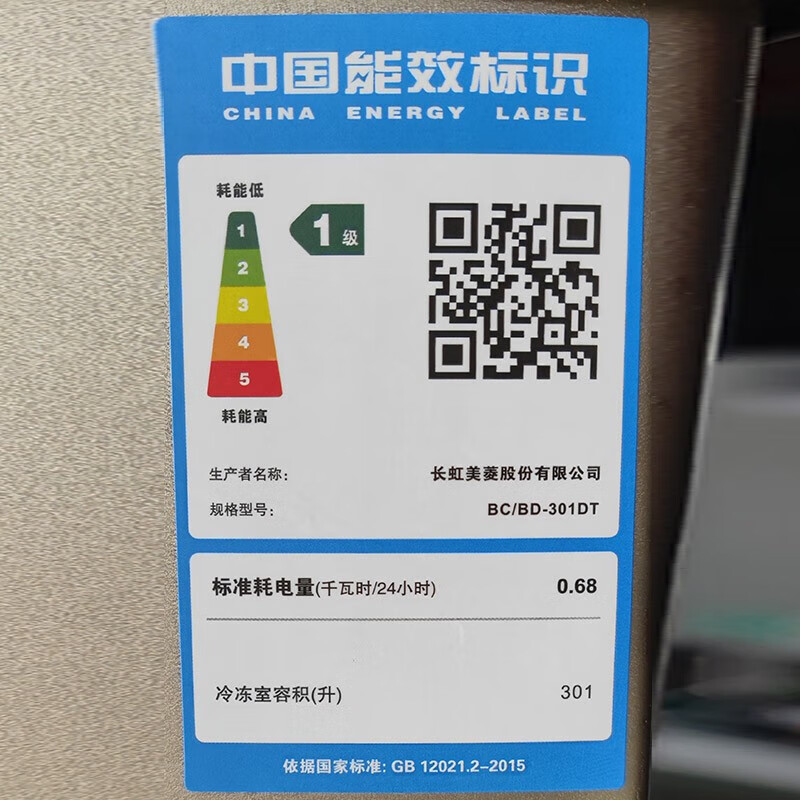 中国能效标识
CHINA ENERGY LABEL
耗能低
1
2
3
4
5
耗能高
1级
生产者名称: 长虹美菱股份有限公司
规格型号: BC/BD-301DT
标准耗电量(千瓦时/24小时) 0.68
冷冻室容积(升) 301
依据国家标准: GB 12021.2-2015